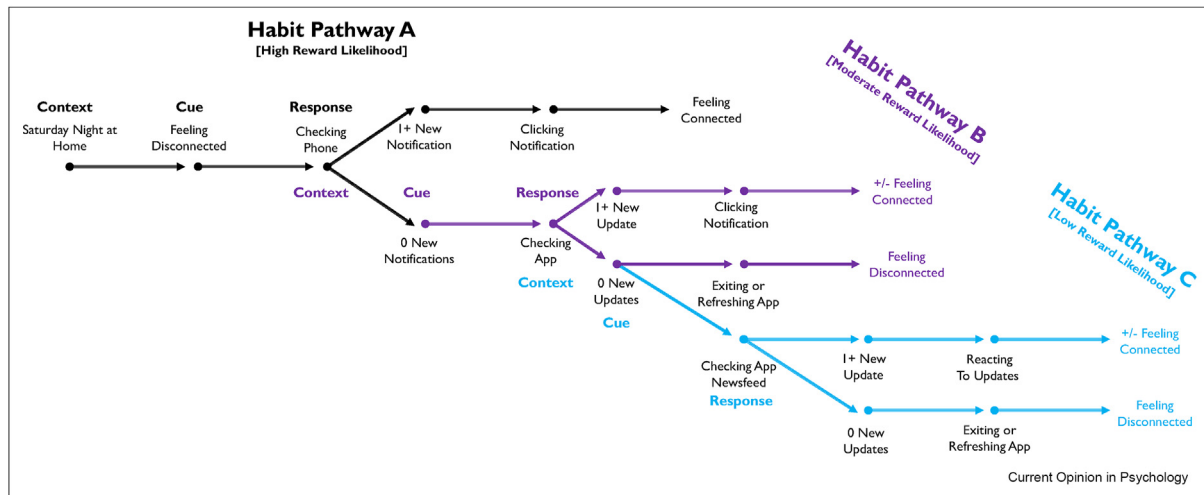 Habit Pathway A
[High Reward Likelihood]
Habit Pathway B
[Moderate Reward Likelihood]
Habit Pathway C
[Low Reward Likelihood]
Context
Saturday Night at
Home
Cue
Feeling
Disconnected
Response
Checking
Phone
1+ New
Notification
Clicking
Notification
Feeling
Connected
Context
Cue
0 New
Notifications
Response
Checking
App
1+ New
Update
Clicking
Notification
+/- Feeling
Connected
Context
0 New
Updates
Cue
Exiting or
Refreshing App
Feeling
Disconnected
Checking App
Newsfeed
Response
1+ New
Update
Reacting
To Updates
+/- Feeling
Connected
0 New
Updates
Exiting or
Refreshing App
Feeling
Disconnected
Current Opinion in Psychology